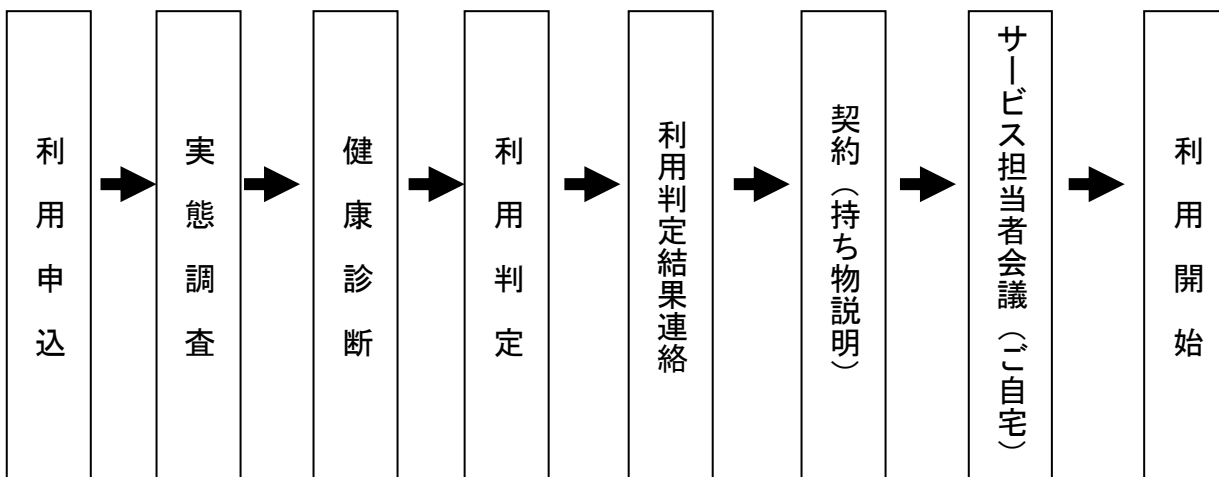 利用申込
実態調査
健康診断
利用判定
利用判定結果連絡
契約（持ち物説明）
サービス担当者会議（ご自宅）
利用開始